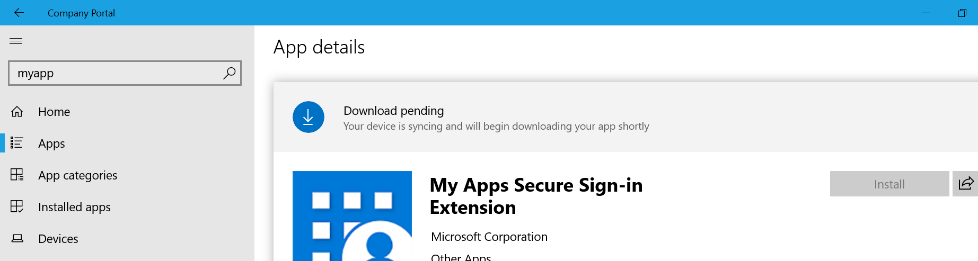 Company Portal
App details
myapp
Home
Apps
App categories
Installed apps
Devices
Download pending
Your device is syncing and will begin downloading your app shortly
My Apps Secure Sign-in
Extension
Install
Microsoft Corporation
Other Apps